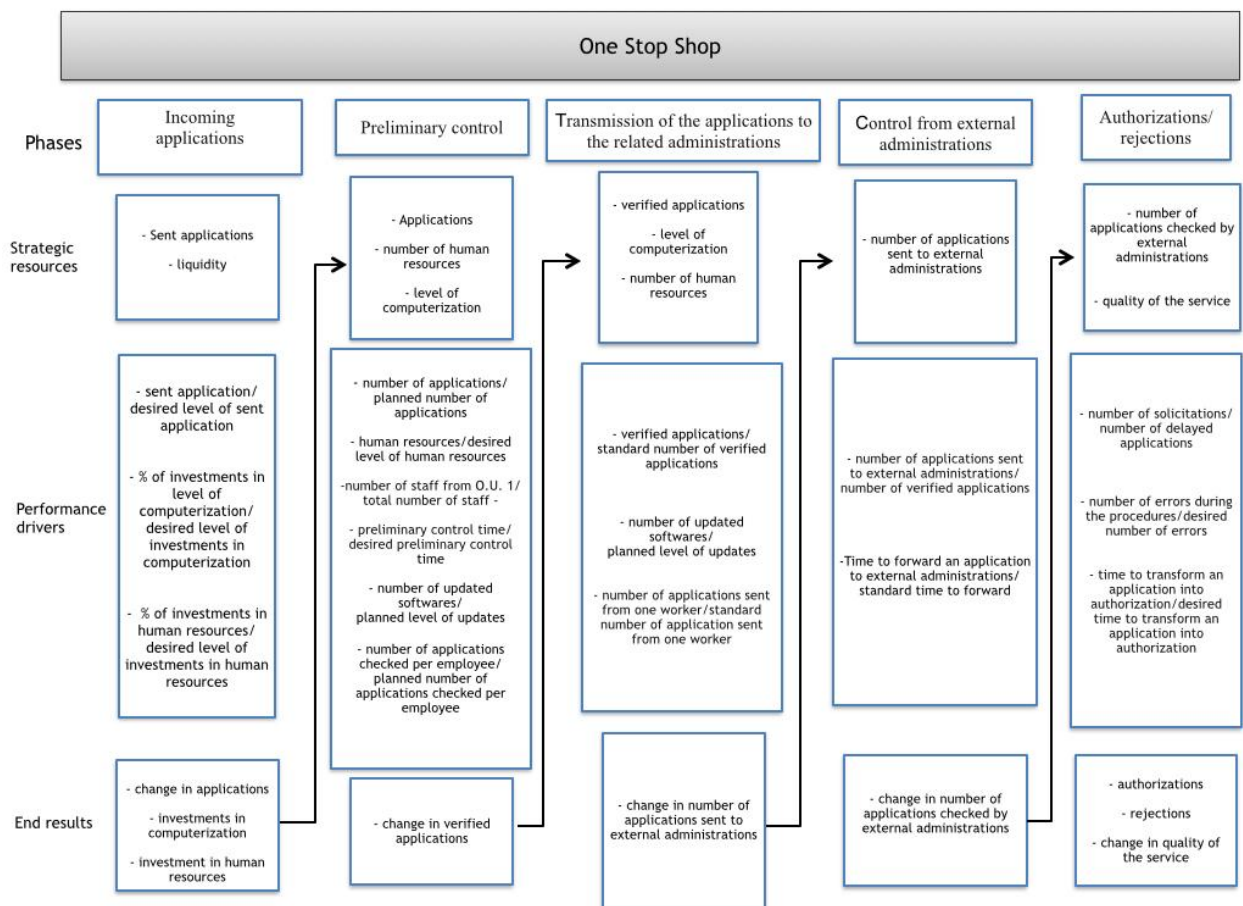 One Stop Shop
Phases
Incoming
applications
Preliminary control
Transmission of the applications to
the related administrations
Control from external
administrations
Authorizations/
rejections
Strategic
resources
- Sent applications
- liquidity
- Applications
- number of human
resources
- level of
computerization
- verified applications
- level of
computerization
- number of human
resources
- number of applications
sent to external
administrations
- number of
applications checked by
external
administrations
- quality of the service
Performance
drivers
- sent application/
desired level of sent
application
- % of investments in
level of
computerization/
desired level of
investments in
computerization
- % of investments in
human resources/
desired level of
investments in human
resources
- number of applications/
planned number of
applications
- human resources/desired
level of human resources
-number of staff from O.U. 1/
total number of staff -
- preliminary control time/
desired preliminary control
time
- number of updated
softwares/
planned level of updates
- number of applications
checked per employee/
planned number of
applications checked per
employee
- verified applications/
standard number of verified
applications
- number of updated
softwares/
planned level of updates
- number of applications sent
from one worker/standard
number of application sent
from one worker
- number of applications sent
to external administrations/
number of verified applications
-Time to forward an application
to external administrations/
standard time to forward
- number of solicitations/
number of delayed
applications
- number of errors during
the procedures/desired
number of errors
- time to transform an
application into
authorization/desired
time to transform an
application into
authorization
End results
- change in applications
- investments in
computerization
- investment in human
resources
- change in verified
applications
- change in number of
applications sent to
external administrations
- change in number of
applications checked by
external administrations
- authorizations
- rejections
- change in quality of
the service